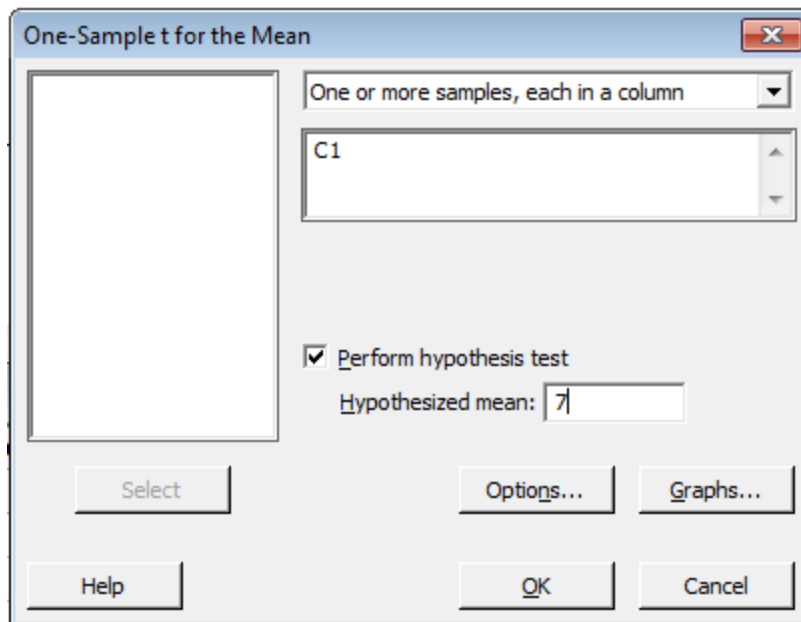 One-Sample t for the Mean
One or more samples, each in a column
C1
Perform hypothesis test
Hypothesized mean: 7
Select Options... Graphs...
Help OK Cancel